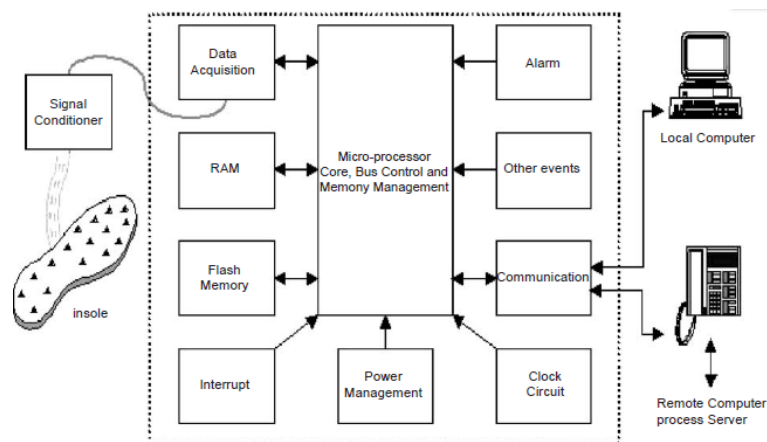 Data
Acquisition
Alarm
Signal
Conditioner
Local Computer
RAM
Micro-processor
Core, Bus Control and
Memony Management
Other events
Flash
Memory
Communication
insole
Interrupt
Power
Management
Clock
Circuit
Remote Computer
process Server